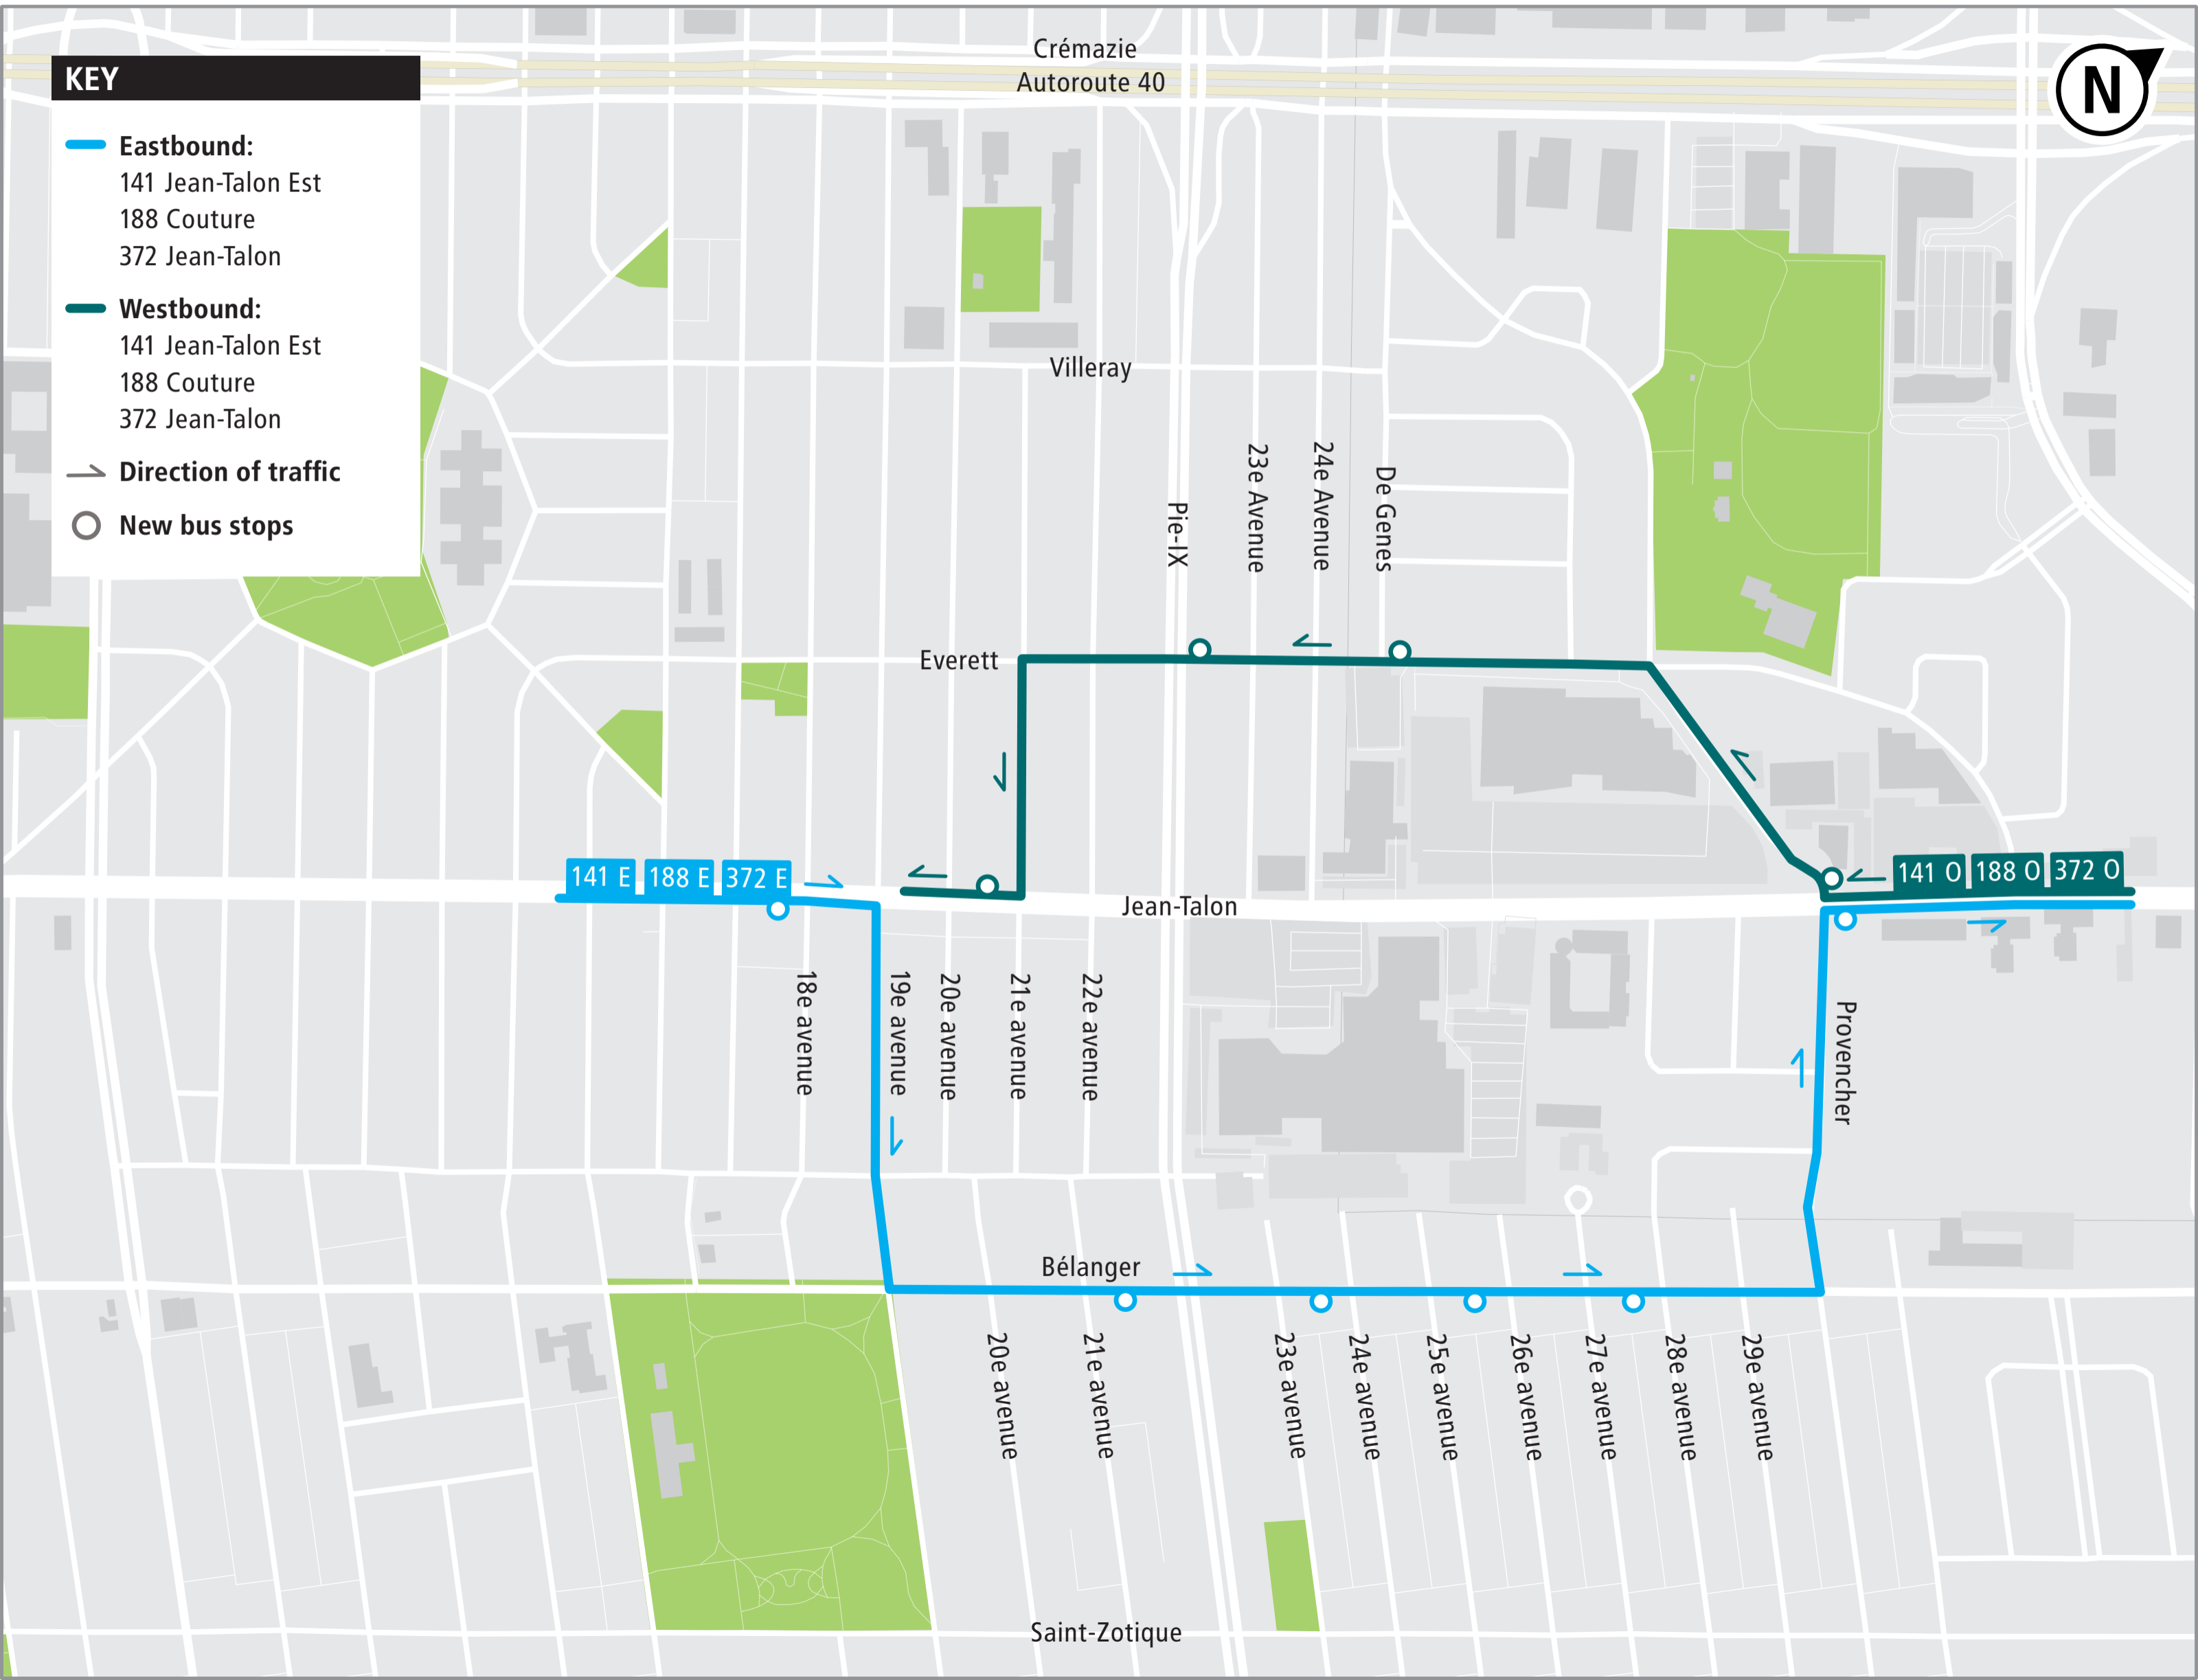 Crémazie
Autoroute 40
N
KEY
Eastbound:
141 Jean-Talon Est
188 Couture
372 Jean-Talon
Westbound:
141 Jean-Talon Est
188 Couture
372 Jean-Talon
Direction of traffic
New bus stops
Villeray
Pie-IX
23e Avenue
24e Avenue
De Genes
Everett
141 E
188 E
372 E
141 O
188 O
372 O
Jean-Talon
18e avenue
19e avenue
20e avenue
21e avenue
22e avenue
Provencher
Bélanger
20e avenue
21e avenue
23e avenue
24e avenue
25e avenue
26e avenue
27e avenue
28e avenue
29e avenue
Saint-Zotique